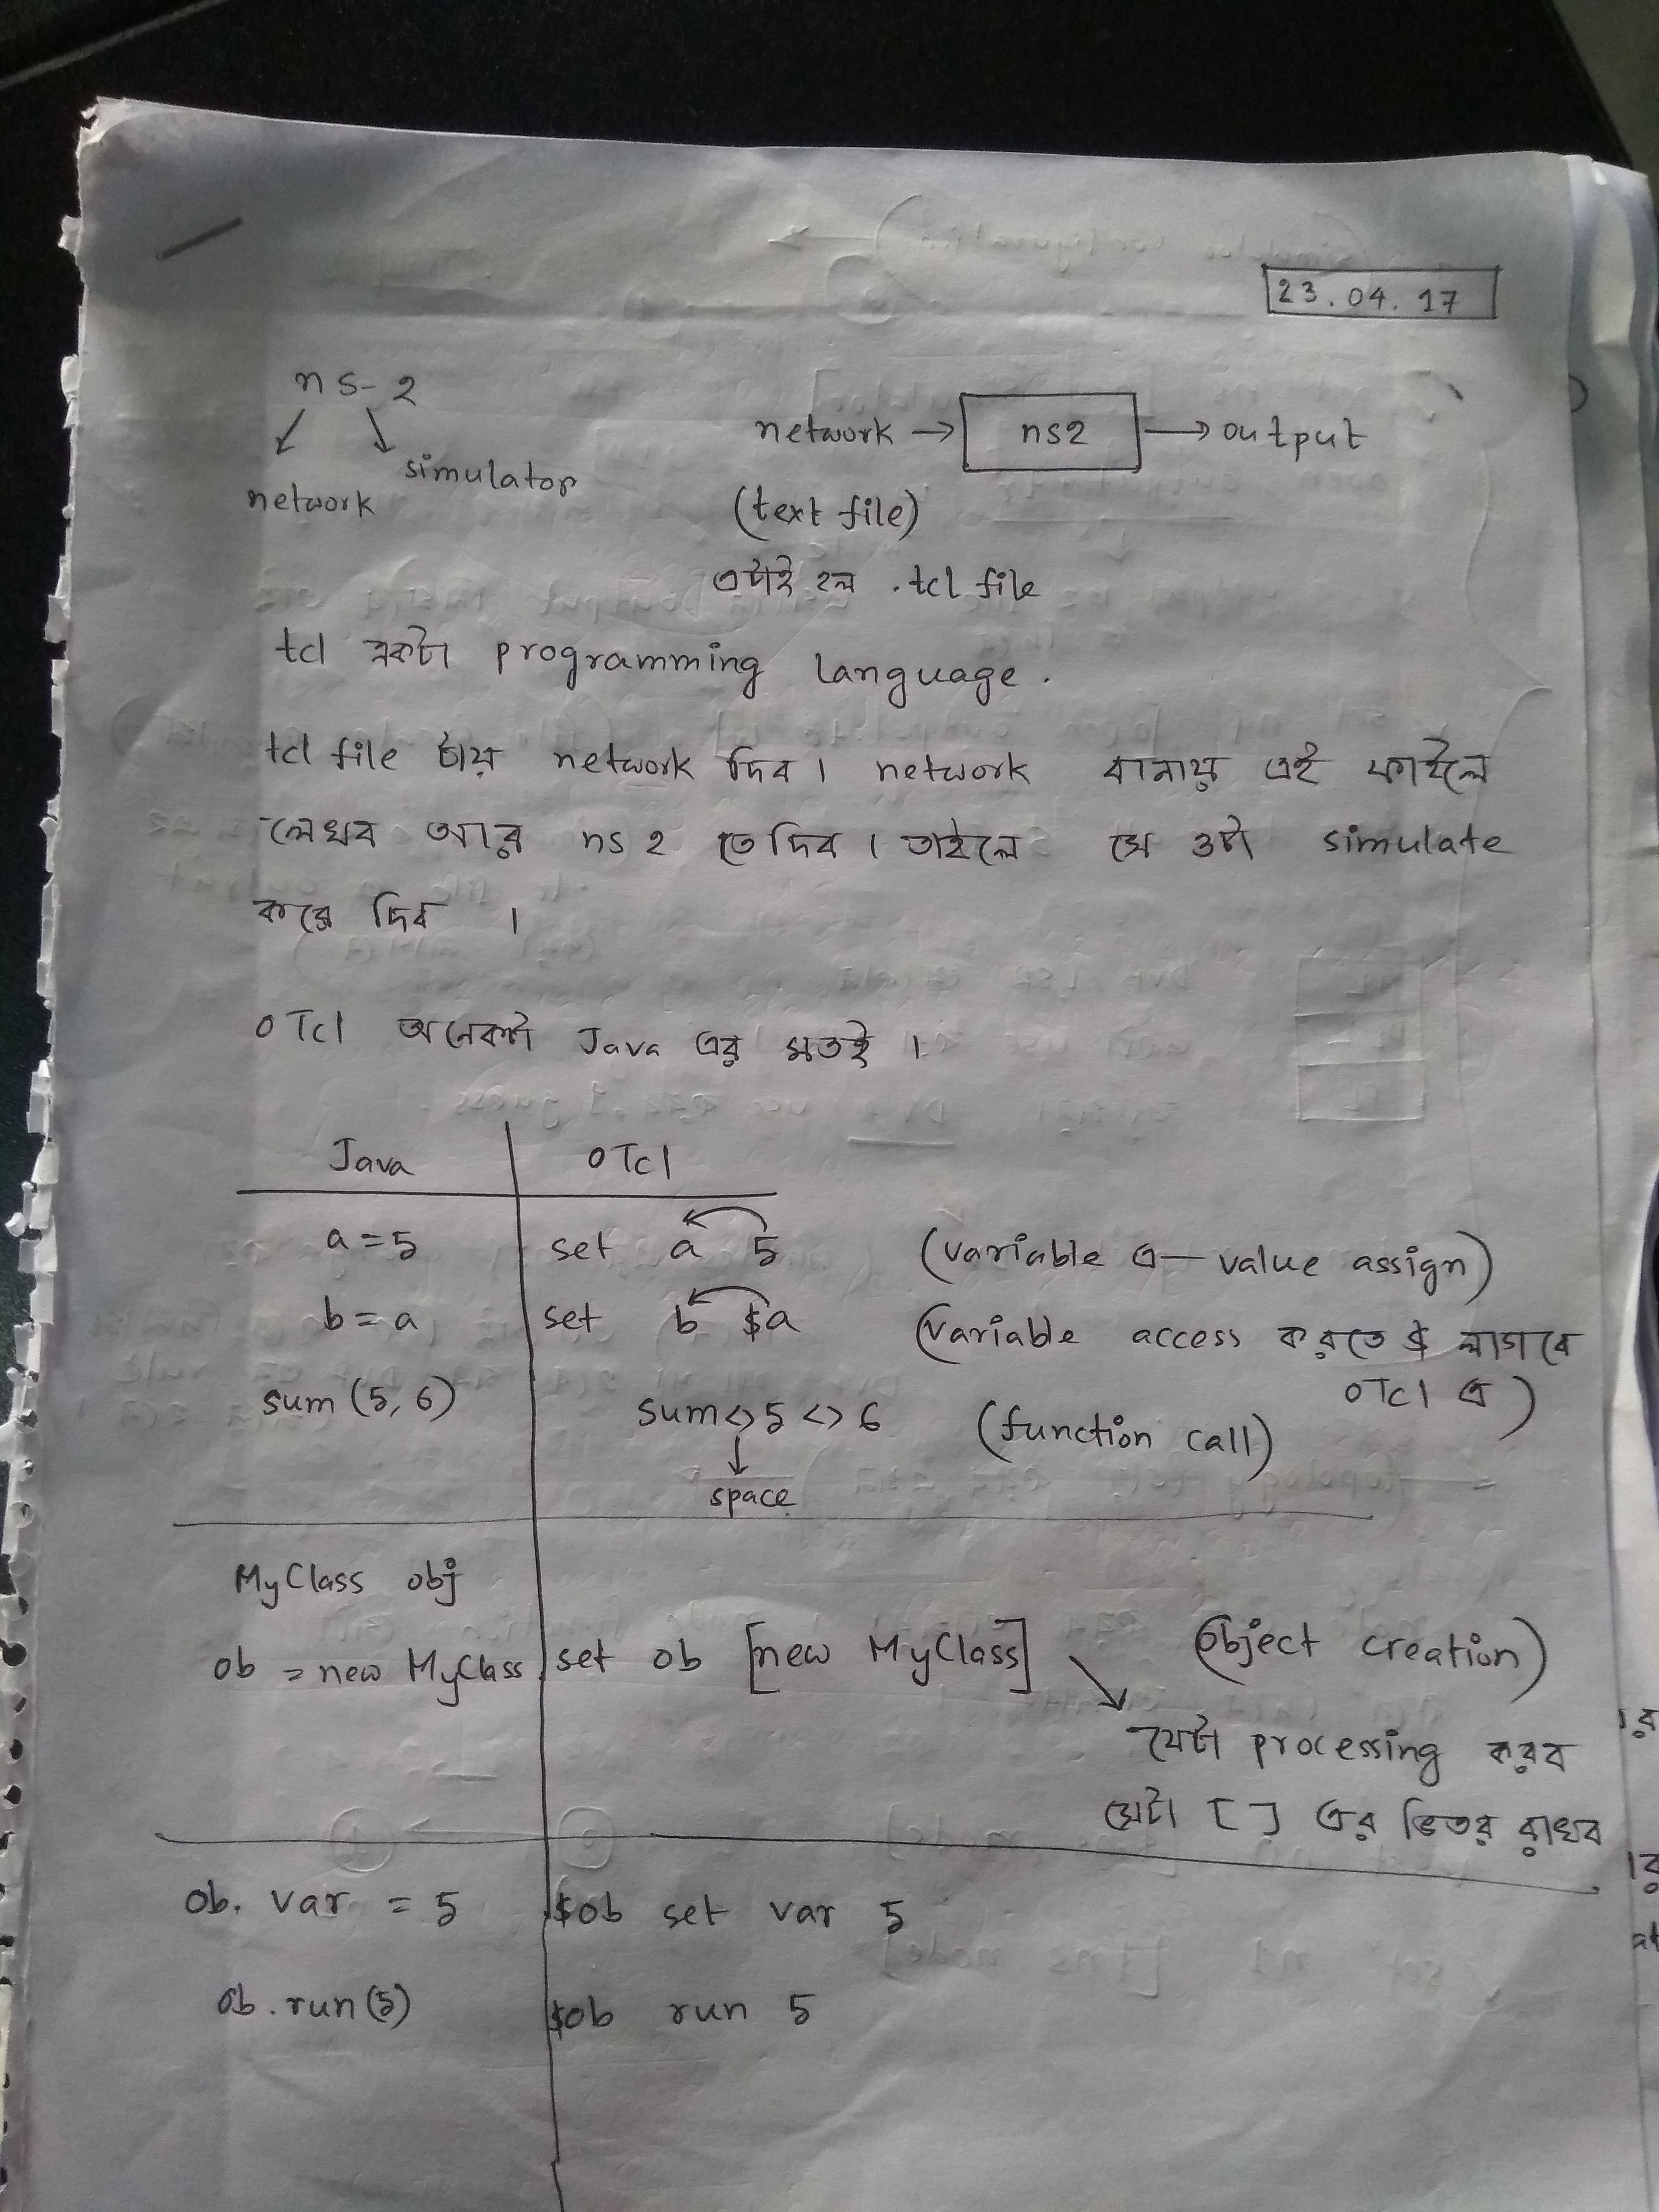 23.04.17
ns-2
network simulator
network → ns2 → output
(text file)
এটাই হল .tcl file
tcl একটা programming language.
tcl file টায় network দিব। network বানায় এই ফাইলে
লেখব আর ns2 তে দিব। তাইলে সে ওটা simulate
করে দিব ।
OTcl অনেকটা Java এর মতই ।
Java OTcl
a=5 set a 5 (variable এ value assign)
b=a set b $a (variable access করতে $ লাগবে
OTcl এ)
sum(5,6) sum<>5<>6 (function call)
space
MyClass obj
ob = new MyClass set ob [new MyClass] (object creation)
যেটা processing করব
সেটা [ ] এর ভিতর রাখব
ob. var = 5 $ob set var 5
ob.run(5) $ob run 5